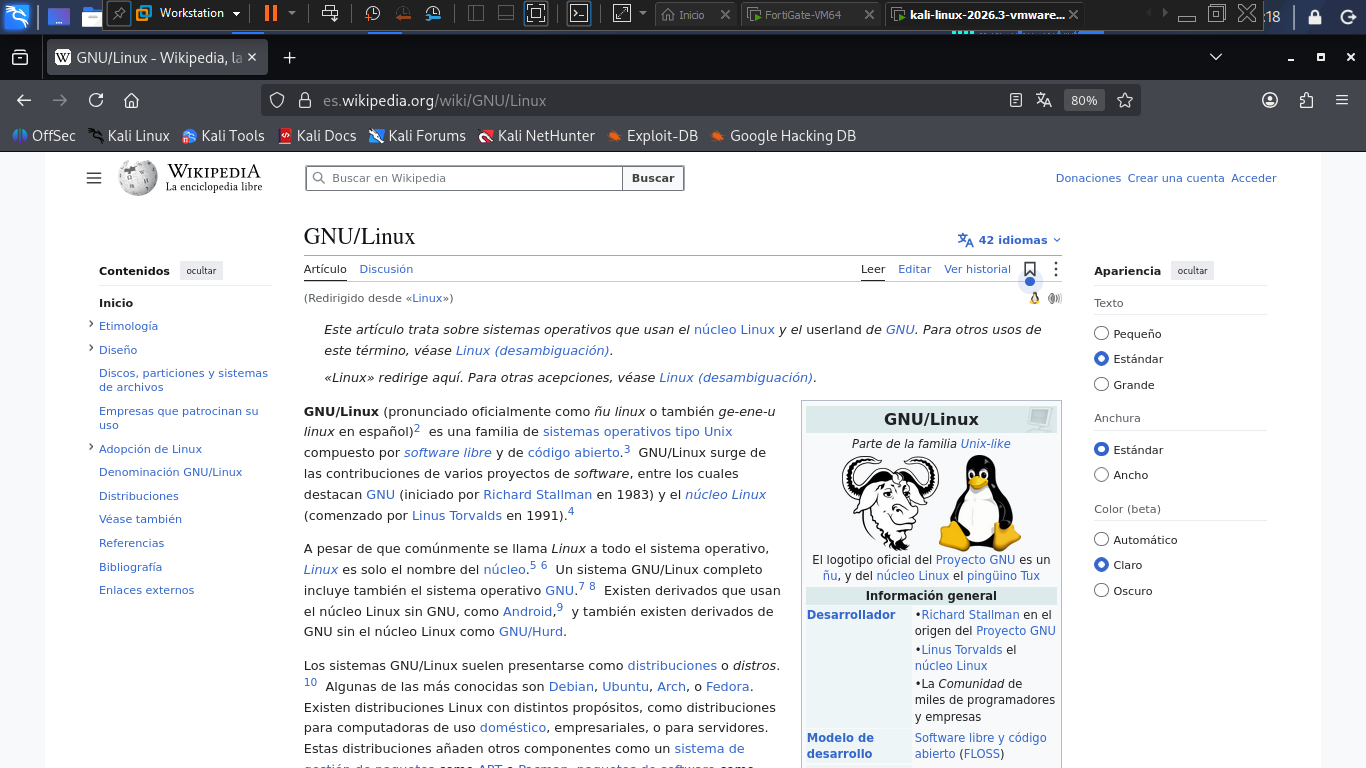 Workstation
Inicio
FortiGate-VM64
kali-linux-2026.3-vmware...
:18
GNU/Linux - Wikipedia, la
es.wikipedia.org/wiki/GNU/Linux
80%
OffSec
Kali Linux
Kali Tools
Kali Docs
Kali Forums
Kali NetHunter
Exploit-DB
Google Hacking DB
WIKIPEDIA
La enciclopedia libre
Buscar en Wikipedia
Buscar
Donaciones Crear una cuenta Acceder
GNU/Linux
42 idiomas
Artículo Discusión
Leer Editar Ver historial
(Redirigido desde «Linux»)
Contenidos ocultar
Inicio
Etimología
Diseño
Discos, particiones y sistemas
de archivos
Empresas que patrocinan su
uso
Adopción de Linux
Denominación GNU/Linux
Distribuciones
Véase también
Referencias
Bibliografía
Enlaces externos
Este artículo trata sobre sistemas operativos que usan el núcleo Linux y el userland de GNU. Para otros usos de
este término, véase Linux (desambiguación).
«Linux» redirige aquí. Para otras acepciones, véase Linux (desambiguación).
GNU/Linux (pronunciado oficialmente como ñu linux o también ge-ene-u
linux en español)2 es una familia de sistemas operativos tipo Unix
compuesto por software libre y de código abierto.3 GNU/Linux surge de
las contribuciones de varios proyectos de software, entre los cuales
destacan GNU (iniciado por Richard Stallman en 1983) y el núcleo Linux
(comenzado por Linus Torvalds en 1991).4
A pesar de que comúnmente se llama Linux a todo el sistema operativo,
Linux es solo el nombre del núcleo.5 6 Un sistema GNU/Linux completo
incluye también el sistema operativo GNU.7 8 Existen derivados que usan
el núcleo Linux sin GNU, como Android,9 y también existen derivados de
GNU sin el núcleo Linux como GNU/Hurd.
Los sistemas GNU/Linux suelen presentarse como distribuciones o distros.
10 Algunas de las más conocidas son Debian, Ubuntu, Arch, o Fedora.
Existen distribuciones Linux con distintos propósitos, como distribuciones
para computadoras de uso doméstico, empresariales, o para servidores.
Estas distribuciones añaden otros componentes como un sistema de
gestión de paquetes como APT o Pacman, paquetes de software como
GNU/Linux
Parte de la familia Unix-like
El logotipo oficial del Proyecto GNU es un
ñu, y del núcleo Linux el pingüino Tux
Información general
Desarrollador
•Richard Stallman en el
origen del Proyecto GNU
•Linus Torvalds el
núcleo Linux
•La Comunidad de
miles de programadores
y empresas
Modelo de
desarrollo
Software libre y código
abierto (FLOSS)
Apariencia ocultar
Texto
Pequeño
Estándar
Grande
Anchura
Estándar
Ancho
Color (beta)
Automático
Claro
Oscuro